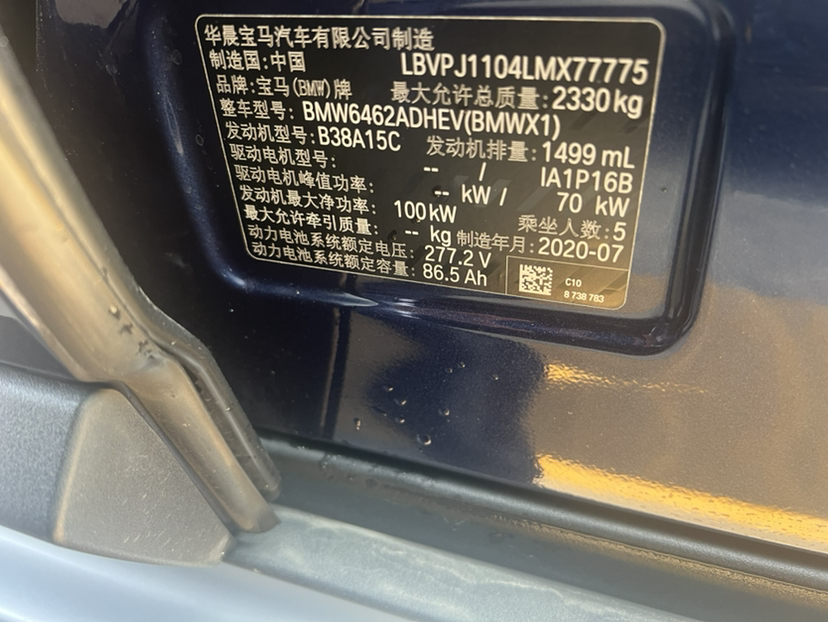 华晨宝马汽车有限公司制造
制造国:中国 LBVPJ1104LMX77775
品牌:宝马(BMW)牌 最大允许总质量:2330kg
整车型号: BMW6462ADHEV(BMWX1)
发动机型号:B38A15C 发动机排量:1499 mL
驱动电机型号: -- / IA1P16B
驱动电机峰值功率: -- kW / 70 kW
发动机最大净功率: 100kW 乘坐人数:5
最大允许牵引质量: -- kg 制造年月:2020-07
动力电池系统额定电压: 277.2 V
动力电池系统额定容量: 86.5 Ah
C10
8 738 783